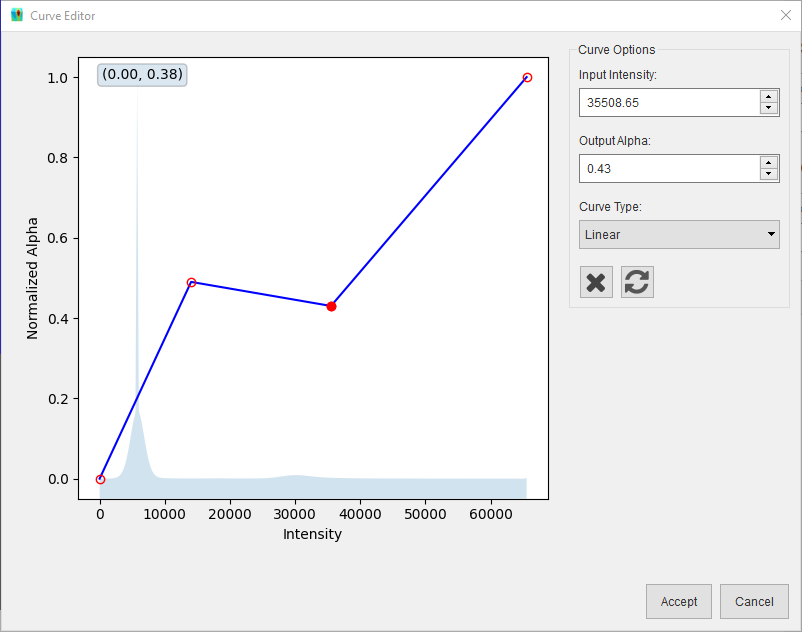 Curve Editor
(0.00, 0.38)
1.0
0.8
0.6
0.4
0.2
0.0
Normalized Alpha
0 10000 20000 30000 40000 50000 60000
Intensity
Curve Options
Input Intensity:
35508.65
Output Alpha:
0.43
Curve Type:
Linear
Accept Cancel